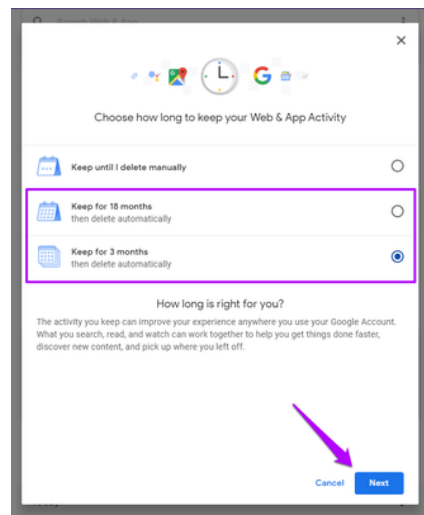 Search Web & App
Choose how long to keep your Web & App Activity
Keep until I delete manually
Keep for 18 months
then delete automatically
Keep for 3 months
then delete automatically
How long is right for you?
The activity you keep can improve your experience anywhere you use your Google Account.
What you search, read, and watch can work together to help you get things done faster,
discover new content, and pick up where you left off.
Cancel Next